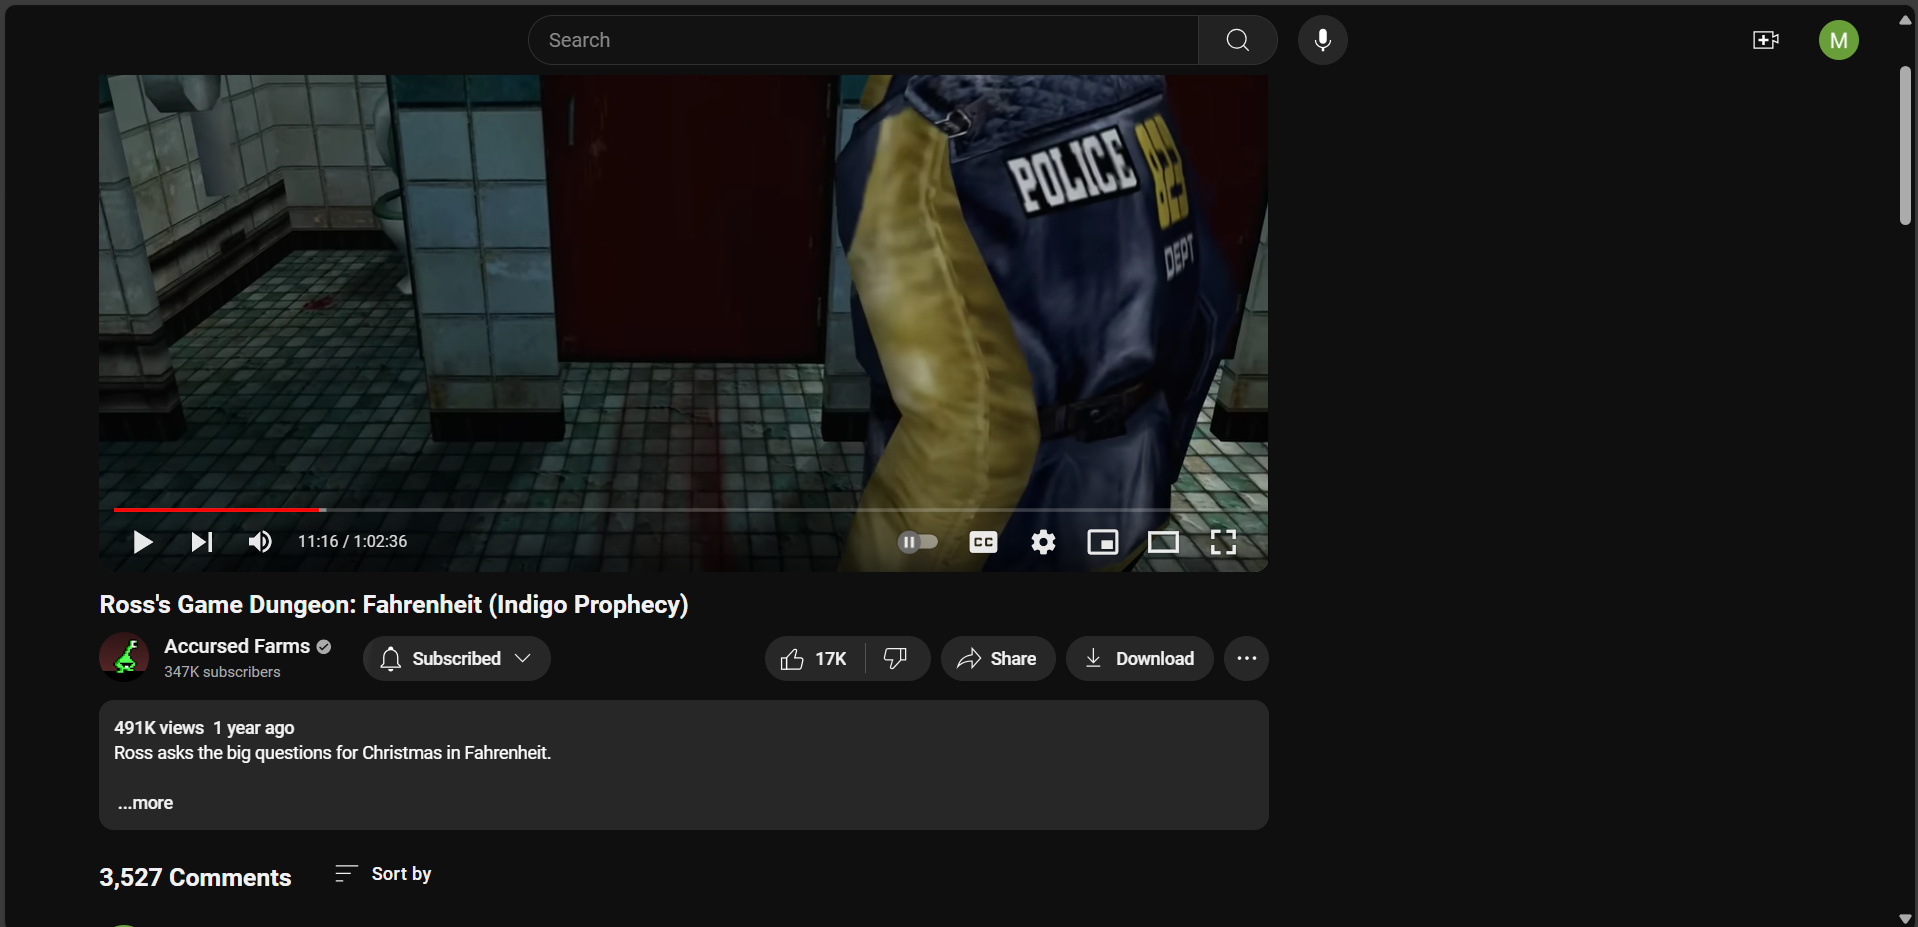 Search
M
POLICE
DEPT
CC
11:16 / 1:02:36
Ross's Game Dungeon: Fahrenheit (Indigo Prophecy)
Accursed Farms
347K subscribers
Subscribed
17K
Share
Download
491K views 1 year ago
Ross asks the big questions for Christmas in Fahrenheit.
...more
3,527 Comments
Sort by